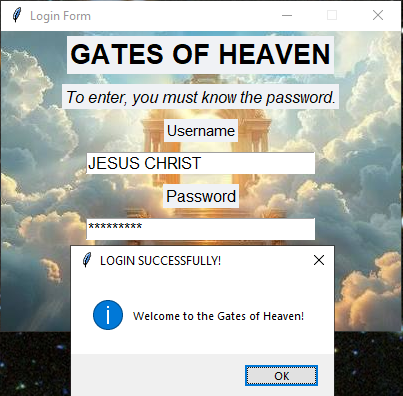 Login Form
GATES OF HEAVEN
To enter, you must know the password.
Username
JESUS CHRIST
Password
*********
LOGIN SUCCESSFULLY!
Welcome to the Gates of Heaven!
OK